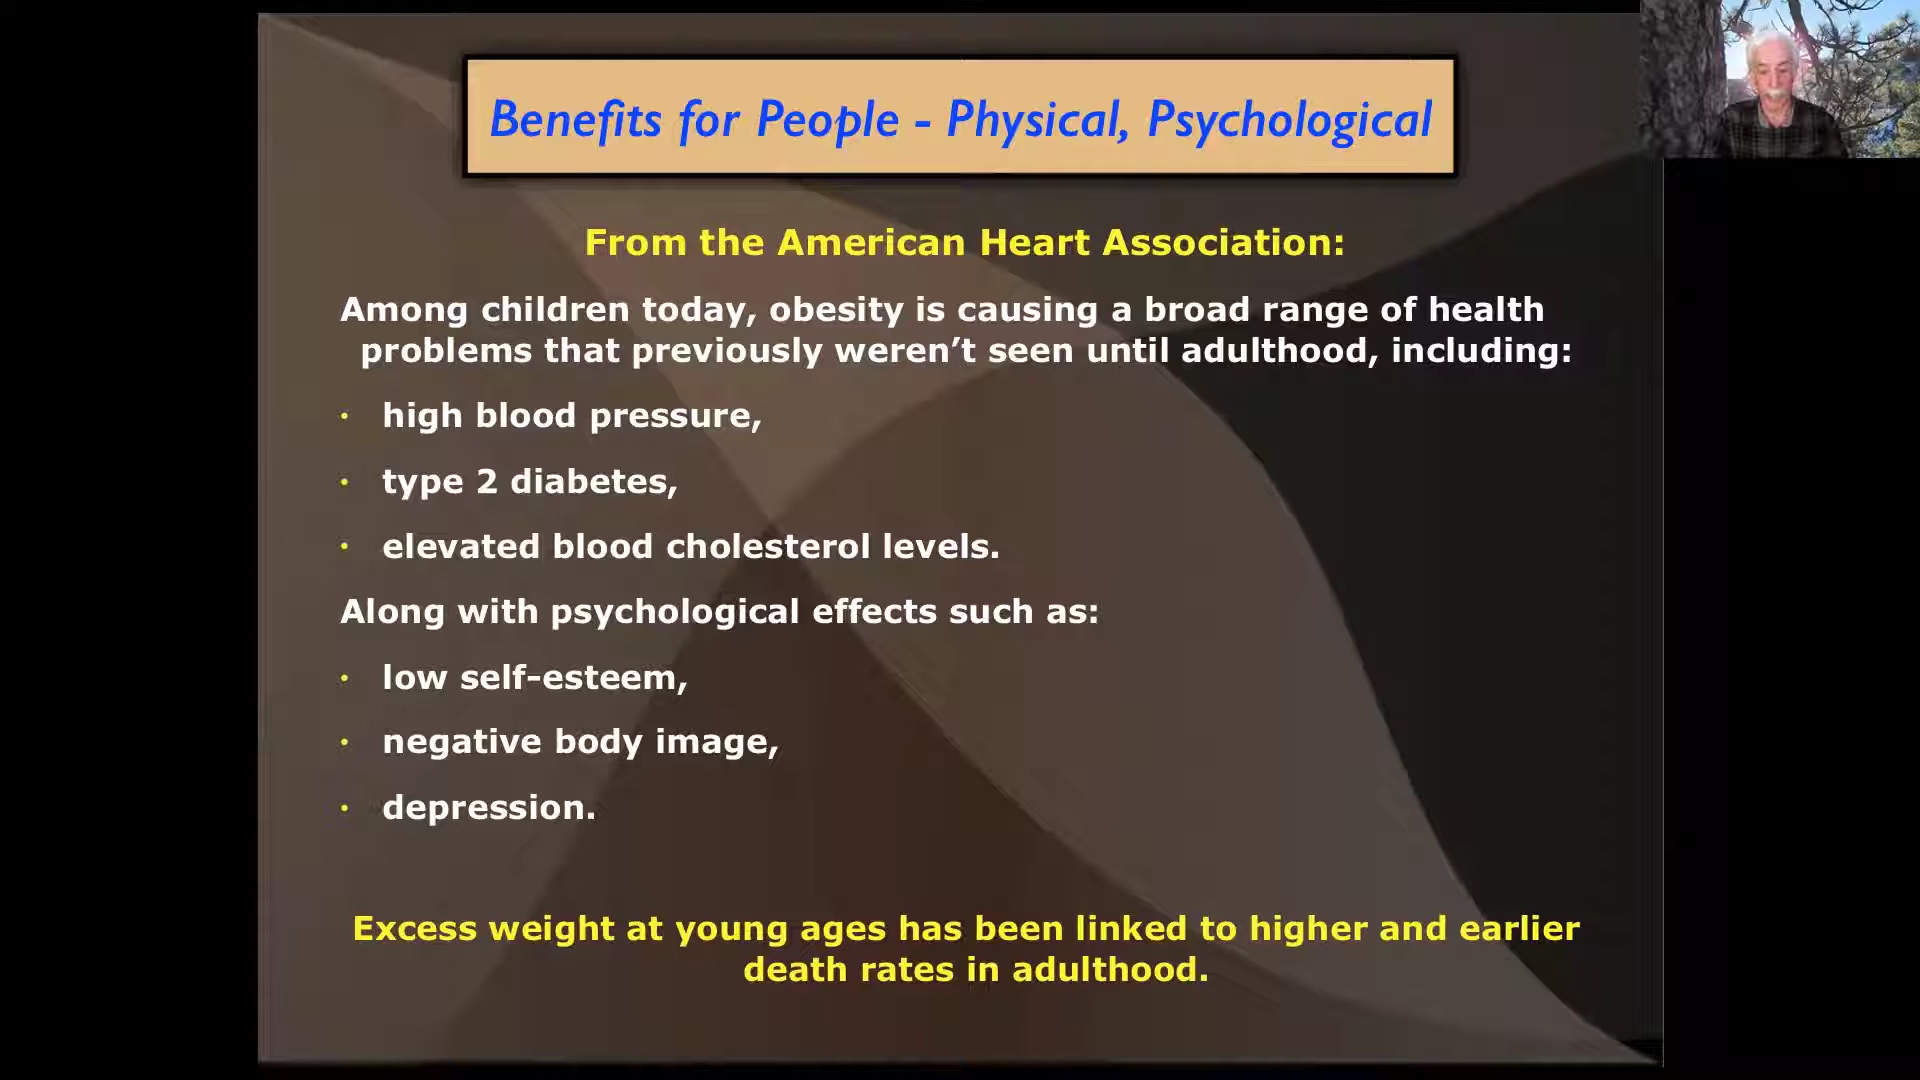 Benefits for People - Physical, Psychological
From the American Heart Association:
Among children today, obesity is causing a broad range of health
problems that previously weren’t seen until adulthood, including:
• high blood pressure,
• type 2 diabetes,
• elevated blood cholesterol levels.
Along with psychological effects such as:
• low self-esteem,
• negative body image,
• depression.
Excess weight at young ages has been linked to higher and earlier
death rates in adulthood.